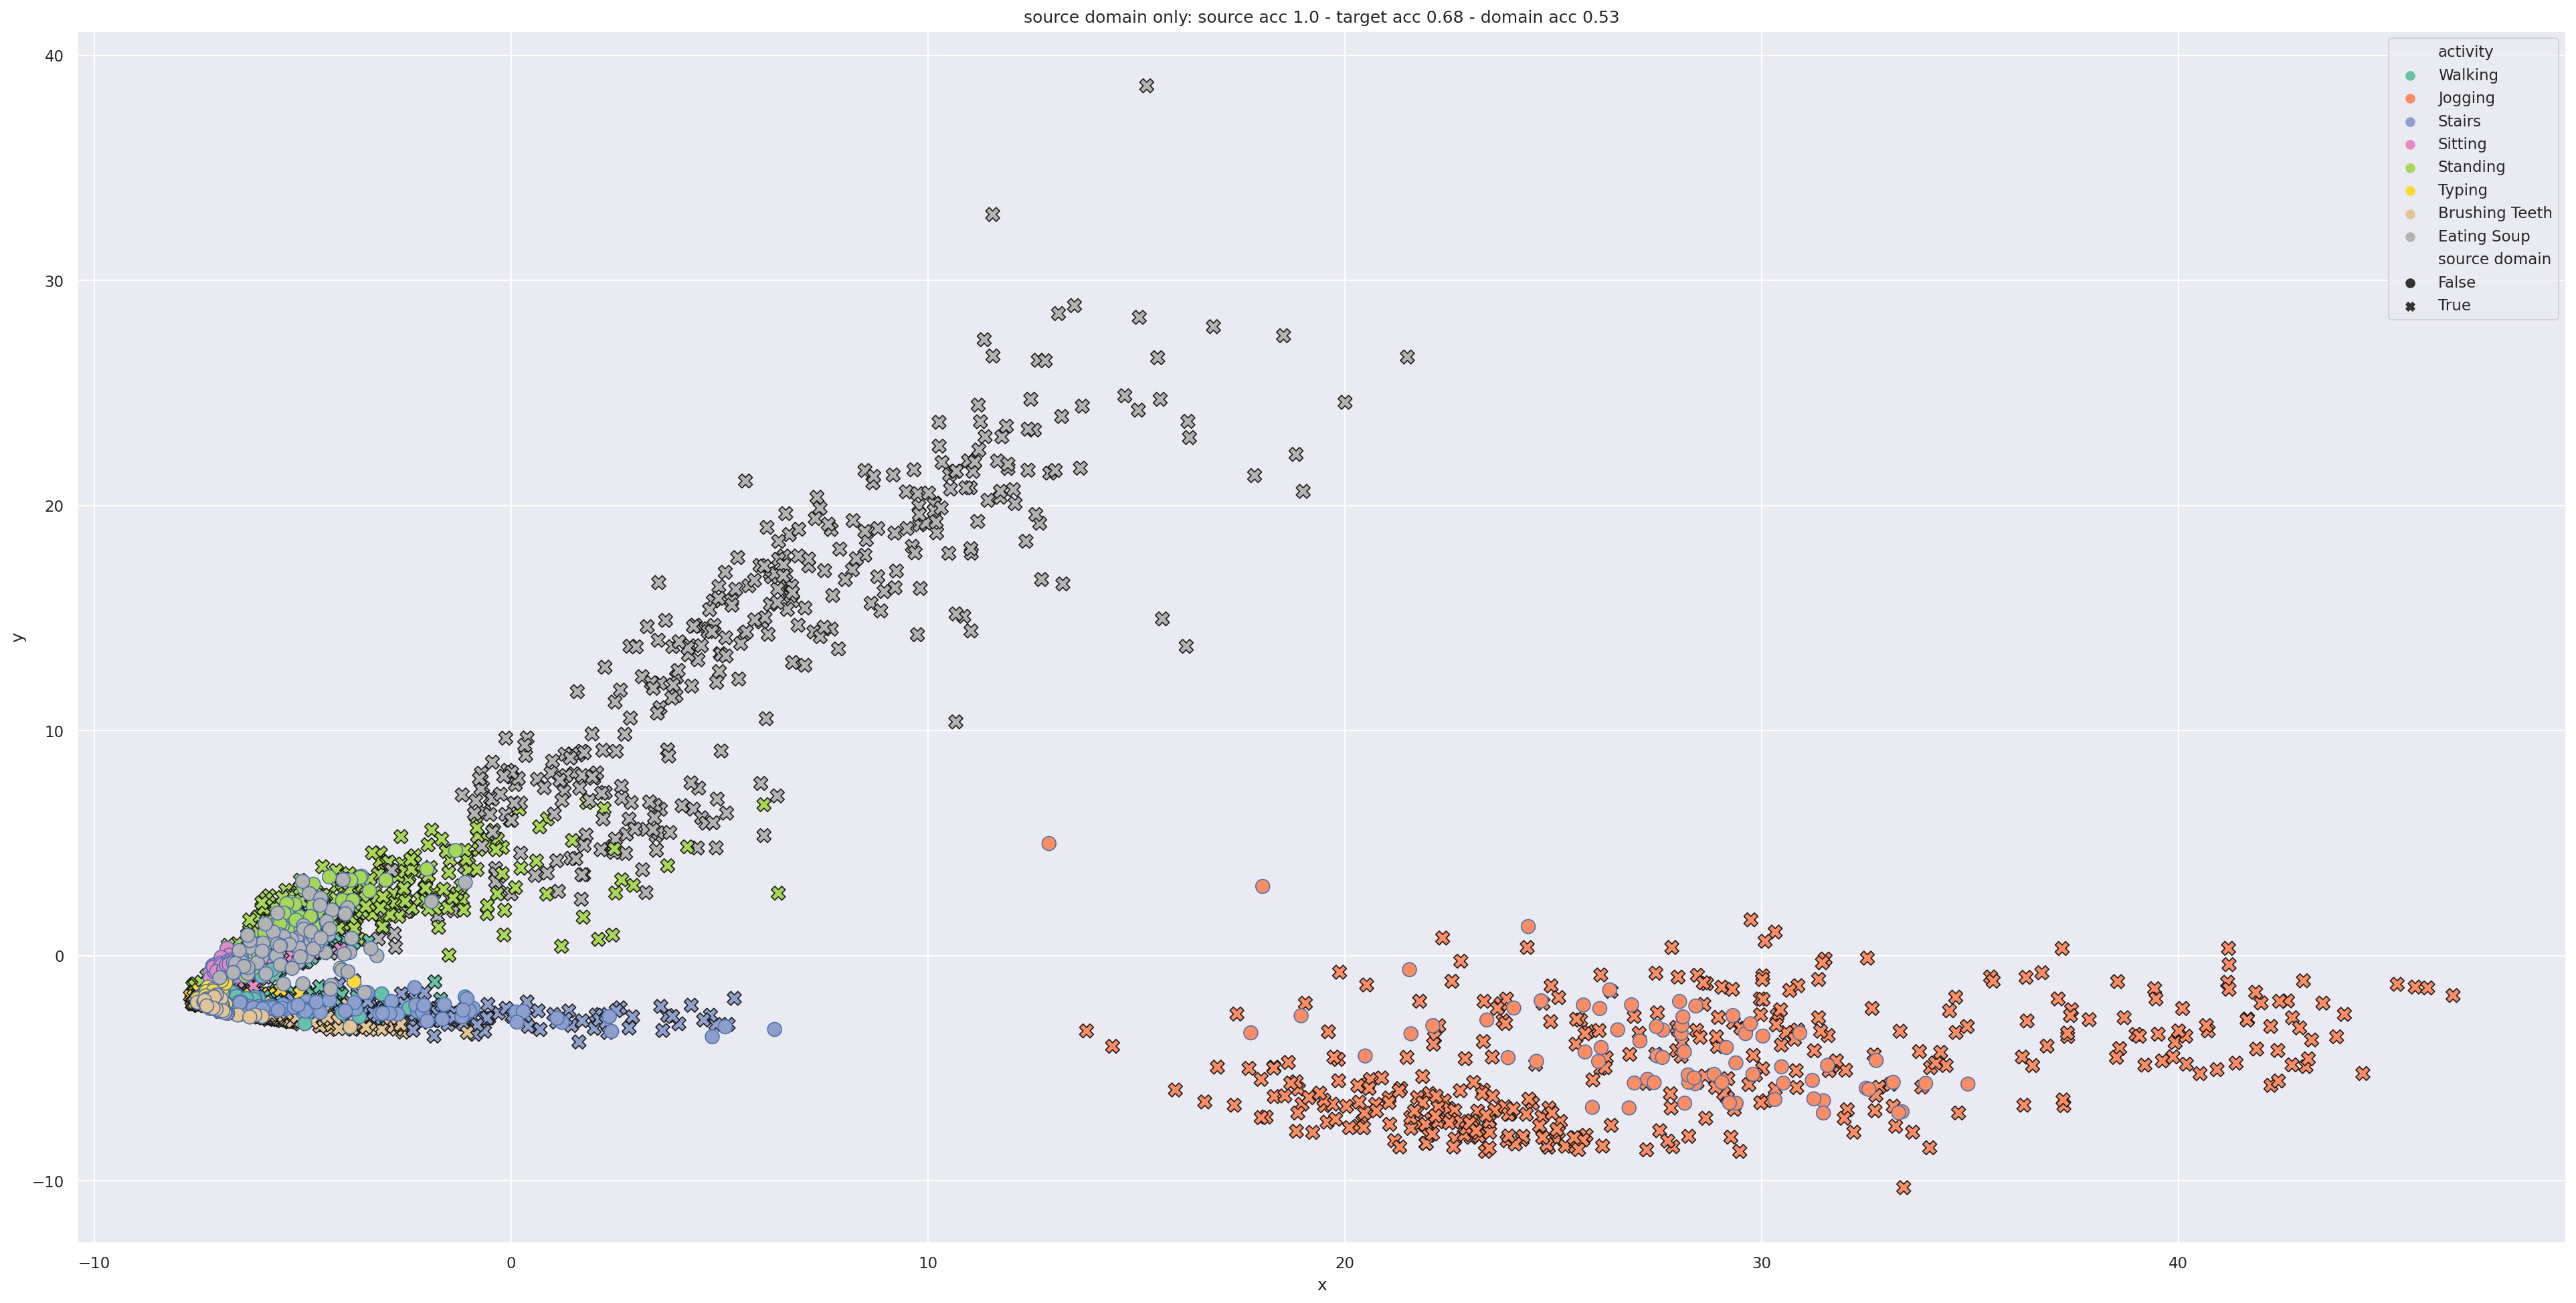 source domain only: source acc 1.0 - target acc 0.68 - domain acc 0.53
activity
Walking
Jogging
Stairs
Sitting
Standing
Typing
Brushing Teeth
Eating Soup
source domain
False
True
40
30
20
10
0
−10
y
−10 0 10 20 30 40
x